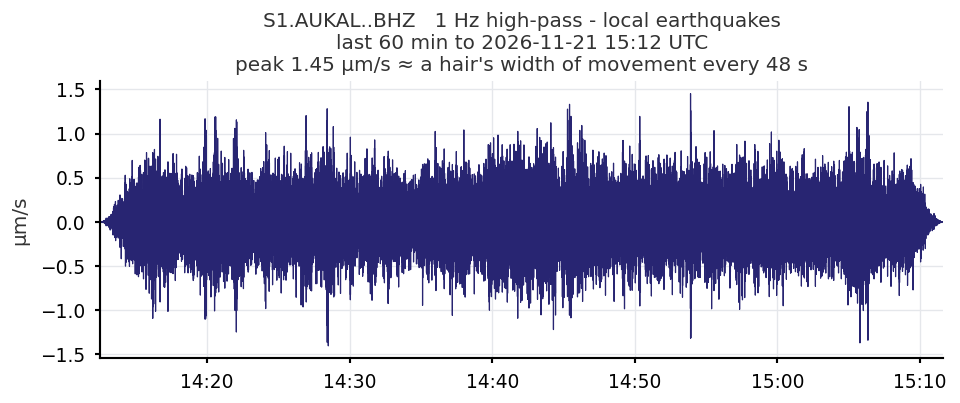 S1.AUKAL..BHZ   1 Hz high-pass - local earthquakes
last 60 min to 2026-11-21 15:12 UTC
peak 1.45 µm/s ≈ a hair's width of movement every 48 s
1.5
1.0
0.5
0.0
−0.5
−1.0
−1.5
µm/s
14:20 14:30 14:40 14:50 15:00 15:10